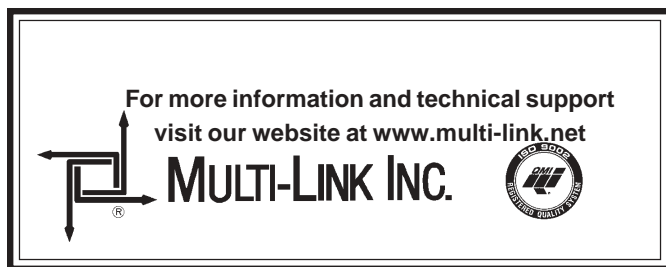 For more information and technical support
visit our website at www.multi-link.net
MULTI-LINK INC.
®
ISO 9002
QMI
REGISTERED QUALITY SYSTEM